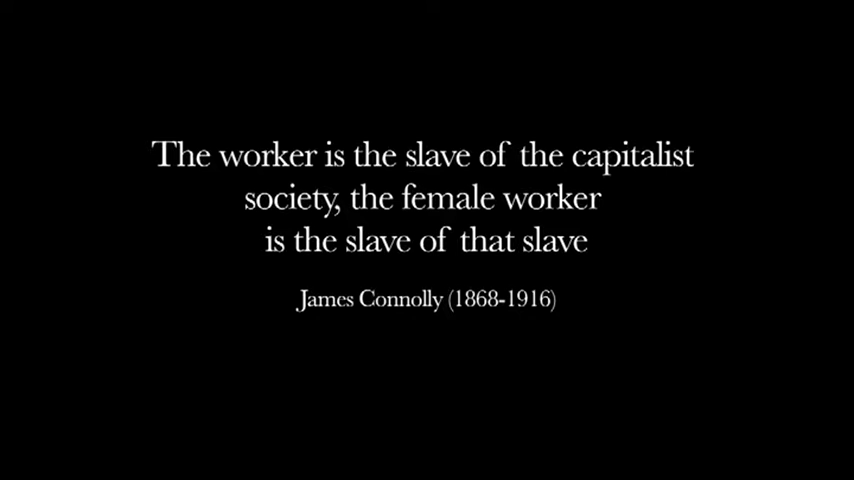 The worker is the slave of the capitalist
society, the female worker
is the slave of that slave
James Connolly (1868-1916)